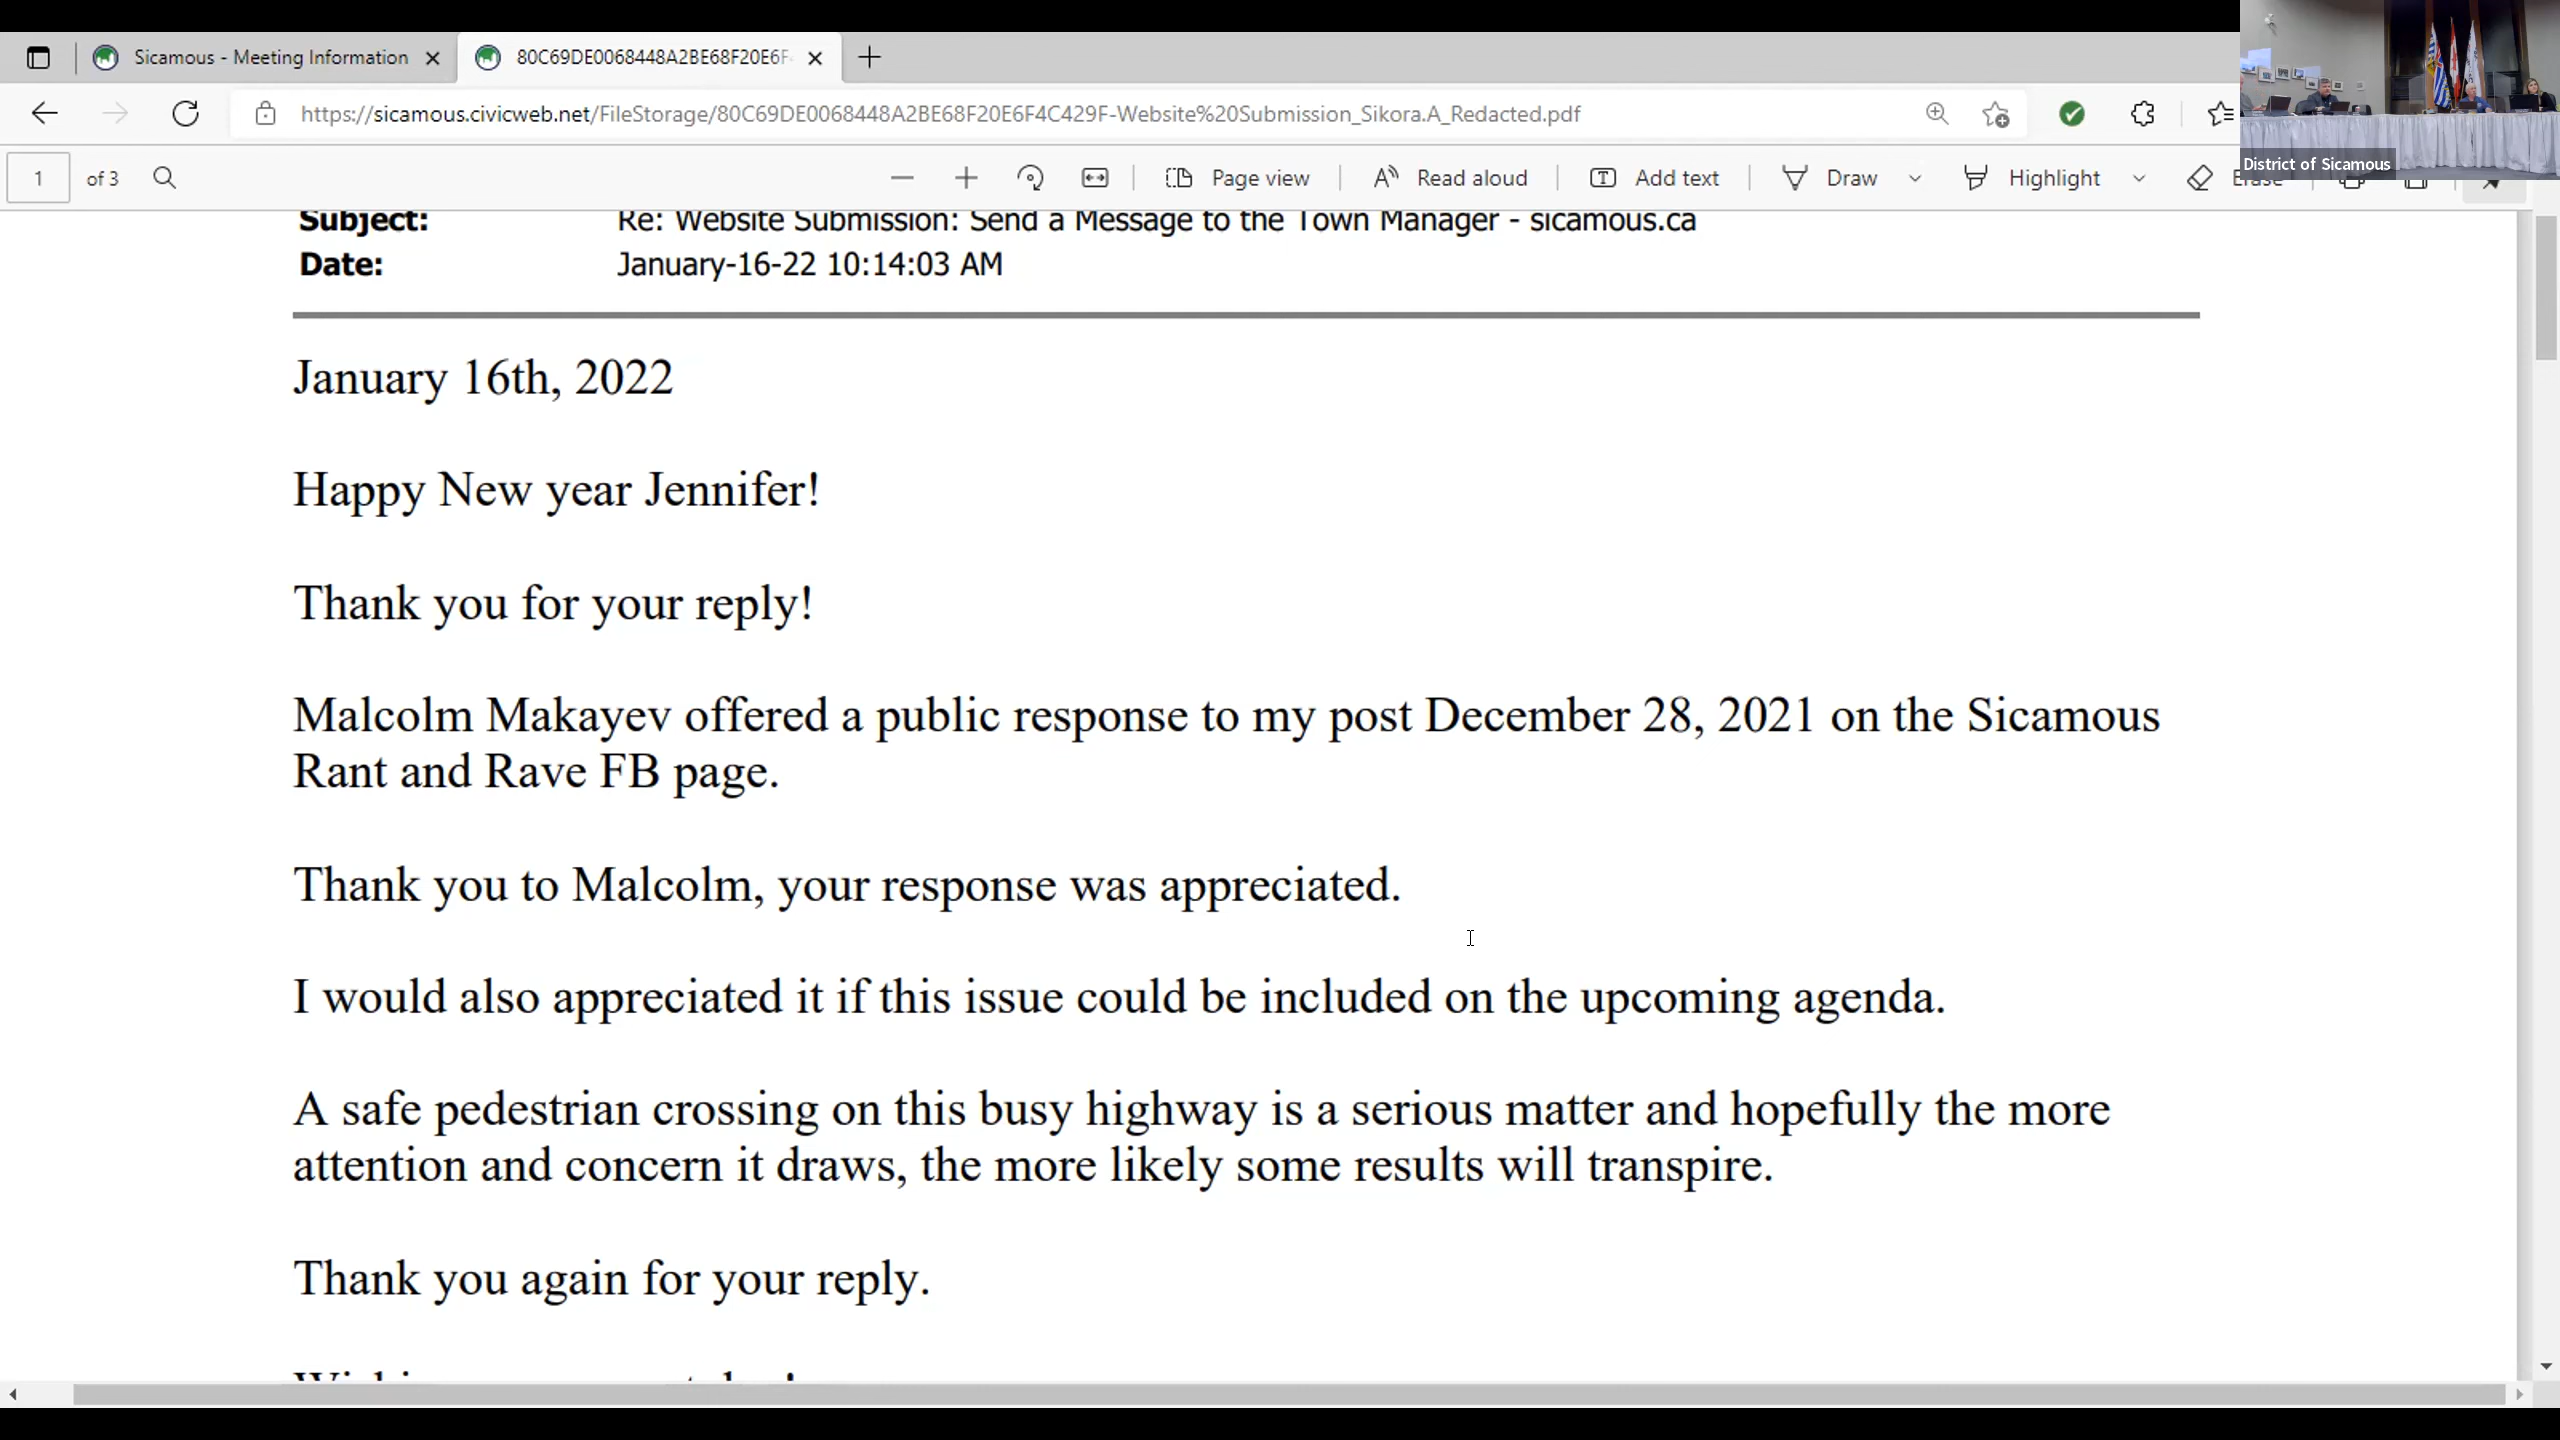 Sicamous - Meeting Information
80C69DE0068448A2BE68F20E6F
https://sicamous.civicweb.net/FileStorage/80C69DE0068448A2BE68F20E6F4C429F-Website%20Submission_Sikora.A_Redacted.pdf
District of Sicamous
1 of 3
Page view
Read aloud
Add text
Draw
Highlight
Erase
Subject: Re: Website Submission: Send a Message to the Town Manager - sicamous.ca
Date: January-16-22 10:14:03 AM
January 16th, 2022
Happy New year Jennifer!
Thank you for your reply!
Malcolm Makayev offered a public response to my post December 28, 2021 on the Sicamous
Rant and Rave FB page.
Thank you to Malcolm, your response was appreciated.
I would also appreciated it if this issue could be included on the upcoming agenda.
A safe pedestrian crossing on this busy highway is a serious matter and hopefully the more
attention and concern it draws, the more likely some results will transpire.
Thank you again for your reply.